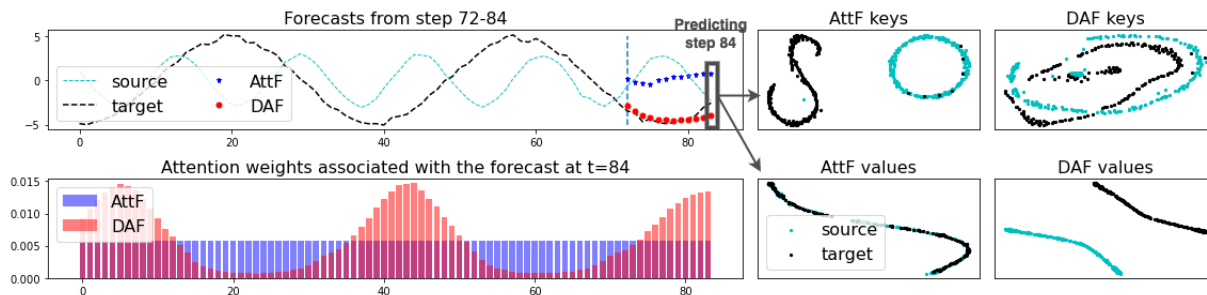 Forecasts from step 72-84
Predicting
step 84
AttF keys
DAF keys
5
0
−5
source
target
AttF
DAF
0
20
40
60
80
Attention weights associated with the forecast at t=84
AttF values
DAF values
0.015
0.010
0.005
0.000
AttF
DAF
source
target
0
20
40
60
80